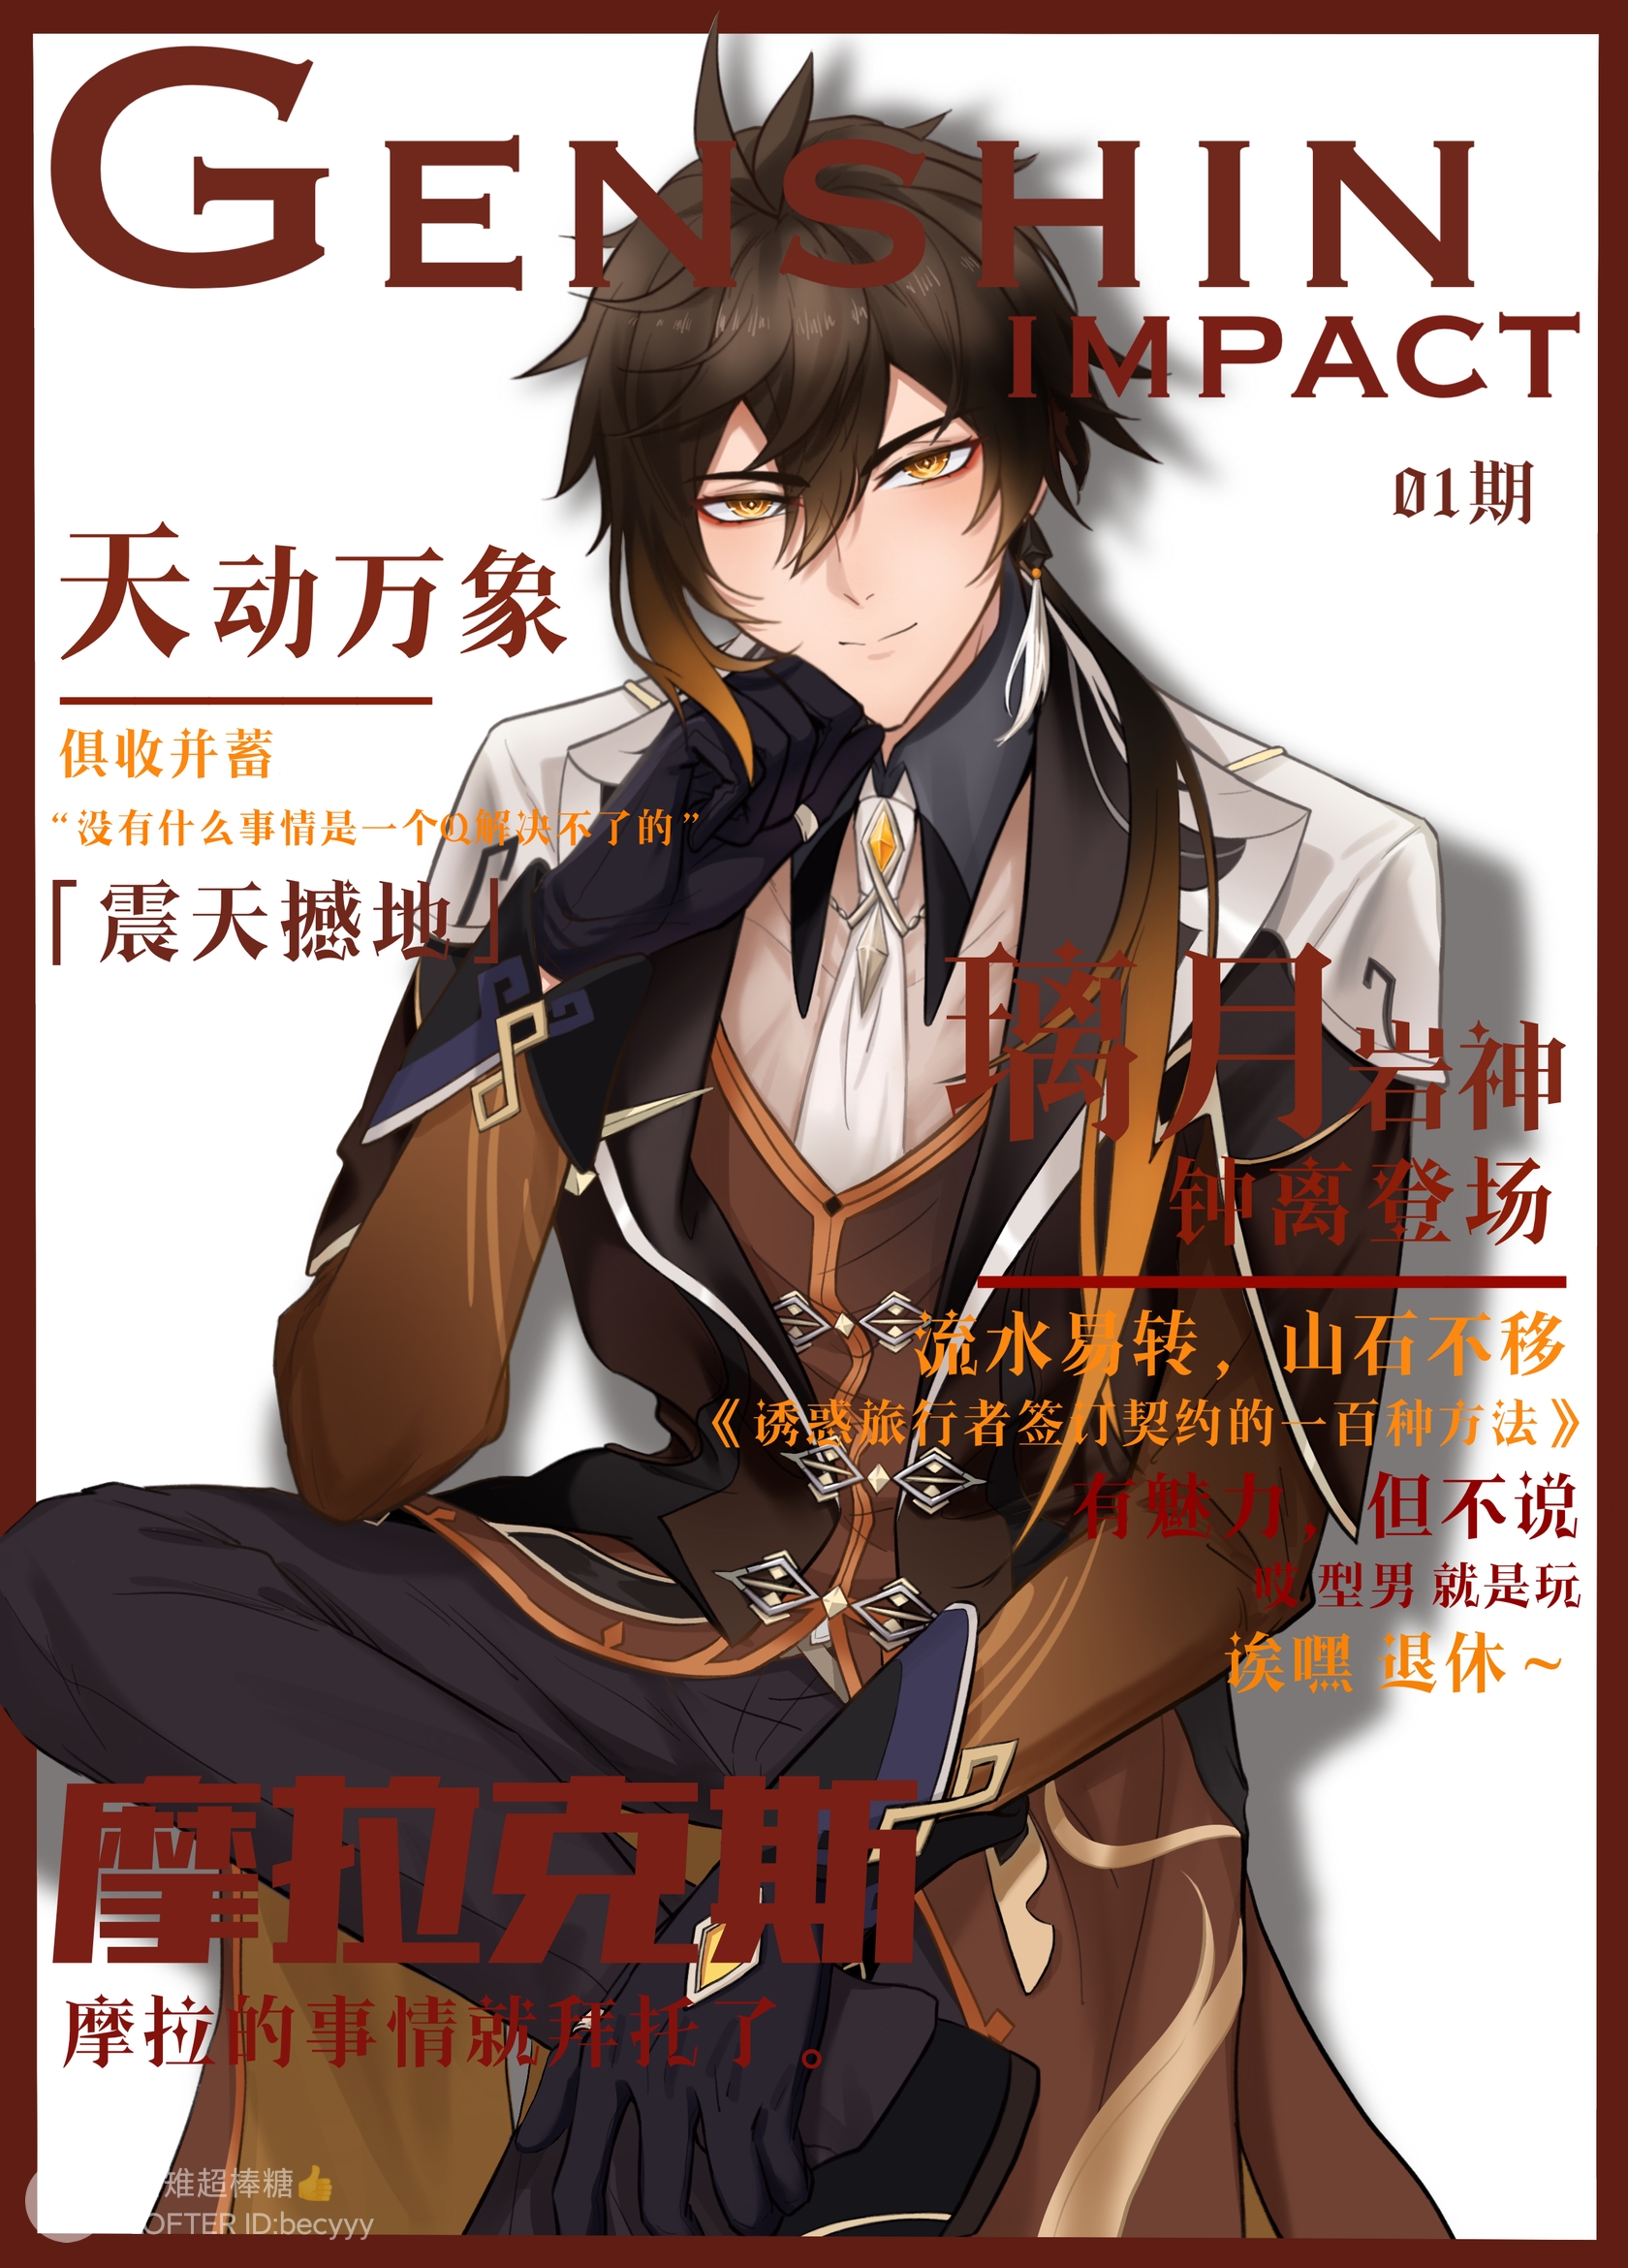 GENSHIN
IMPACT
01期
天动万象
俱收并蓄
“没有什么事情是一个Q解决不了的”
「震天撼地」
璃月岩神
钟离登场
流水易转，山石不移
《诱惑旅行者签订契约的一百种方法》
有魅力，但不说
哎 型男 就是玩
诶嘿 退休～
摩拉克斯
摩拉的事情就拜托了。
难超棒糖👍
OFTER ID:becyyy